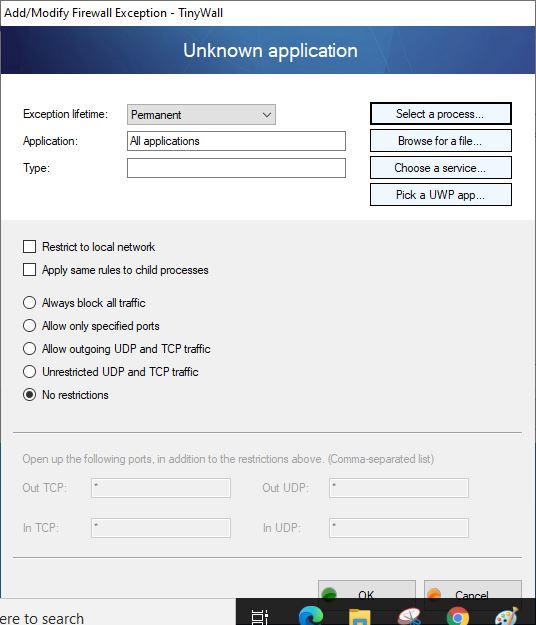 Add/Modify Firewall Exception - TinyWall
Unknown application
Exception lifetime: Permanent Select a process...
Application: All applications Browse for a file...
Type: Choose a service...
Pick a UWP app...
Restrict to local network
Apply same rules to child processes
Always block all traffic
Allow only specified ports
Allow outgoing UDP and TCP traffic
Unrestricted UDP and TCP traffic
No restrictions
Open up the following ports, in addition to the restrictions above. (Comma-separated list)
Out TCP: * Out UDP: *
In TCP: * In UDP: *
OK Cancel
ere to search